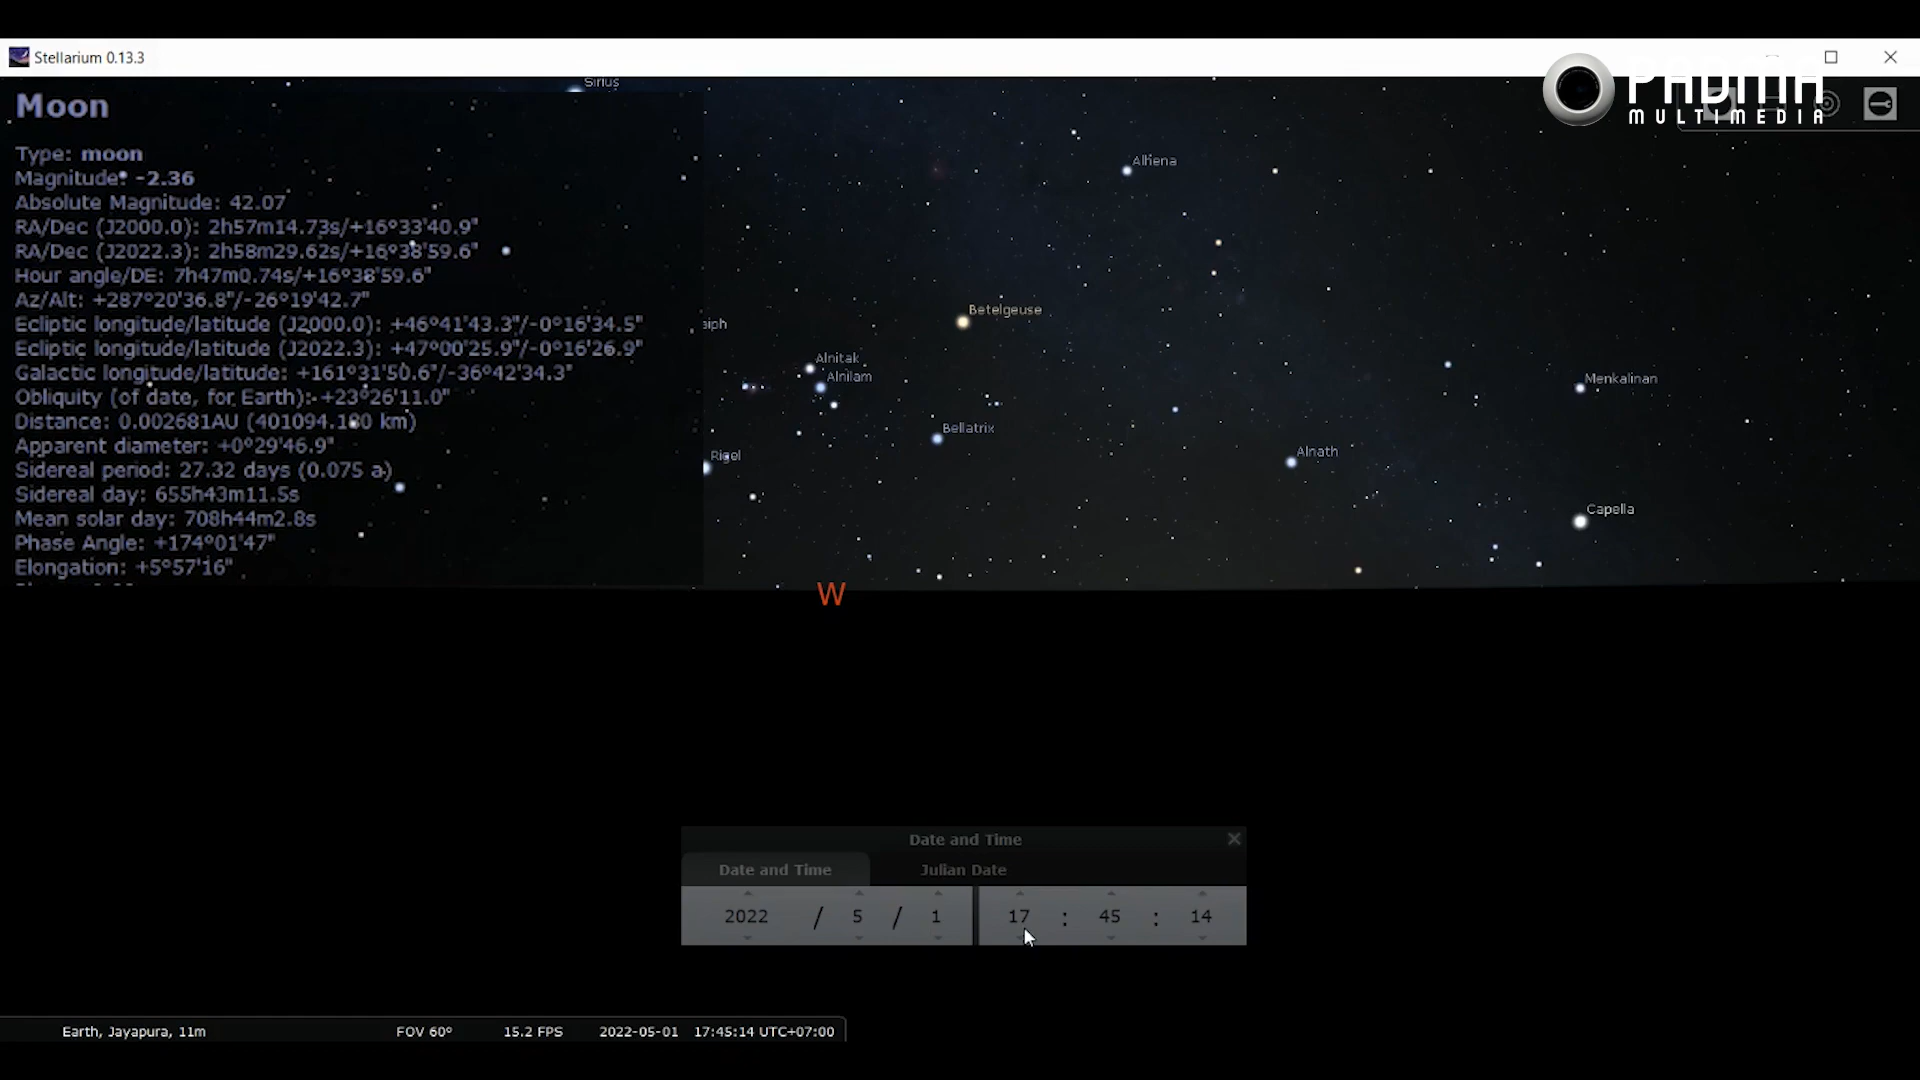 Stellarium 0.13.3
PADMA
MULTIMEDIA
Sirius
Moon
Type: moon
Magnitude: -2.36
Absolute Magnitude: 42.07
RA/Dec (J2000.0): 2h57m14.73s/+16°33'40.9"
RA/Dec (J2022.3): 2h58m29.62s/+16°38'59.6"
Hour angle/DE: 7h47m0.74s/+16°38'59.6"
Az/Alt: +287°20'36.8"/-26°19'42.7"
Ecliptic longitude/latitude (J2000.0): +46°41'43.3"/-0°16'34.5"
Ecliptic longitude/latitude (J2022.3): +47°00'25.9"/-0°16'26.9"
Galactic longitude/latitude: +161°31'50.6"/-36°42'34.3"
Obliquity (of date, for Earth): +23°26'11.0"
Distance: 0.002681AU (401094.180 km)
Apparent diameter: +0°29'46.9"
Sidereal period: 27.32 days (0.075 a)
Sidereal day: 655h43m11.5s
Mean solar day: 708h44m2.8s
Phase Angle: +174°01'47"
Elongation: +5°57'16"
Alhena
Betelgeuse
aiph
Alnitak
Alnilam
Menkalinan
Bellatrix
Rigel
Alnath
Capella
W
Date and Time
Date and Time Julian Date
2022 / 5 / 1 17 : 45 : 14
Earth, Jayapura, 11m FOV 60° 15.2 FPS 2022-05-01 17:45:14 UTC+07:00